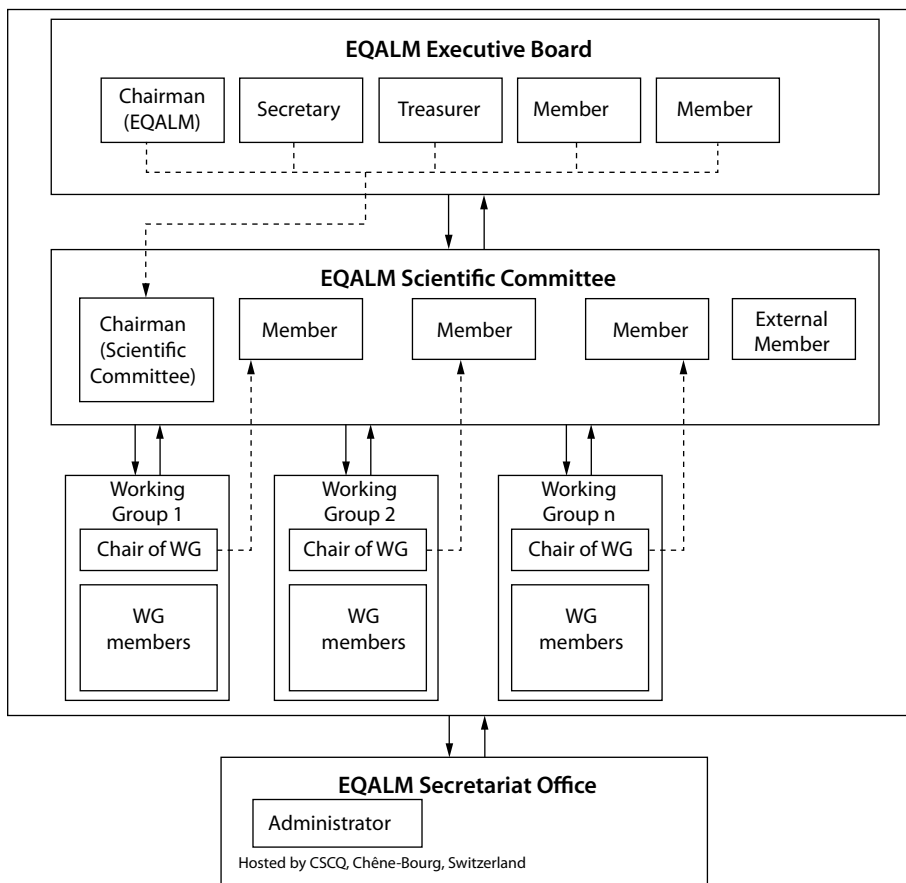 EQALM Executive Board
Chairman
(EQALM)
Secretary
Treasurer
Member
Member
EQALM Scientific Committee
Chairman
(Scientific
Committee)
Member
Member
Member
External
Member
Working
Group 1
Chair of WG
WG
members
Working
Group 2
Chair of WG
WG
members
Working
Group n
Chair of WG
WG
members
EQALM Secretariat Office
Administrator
Hosted by CSCQ, Chêne-Bourg, Switzerland